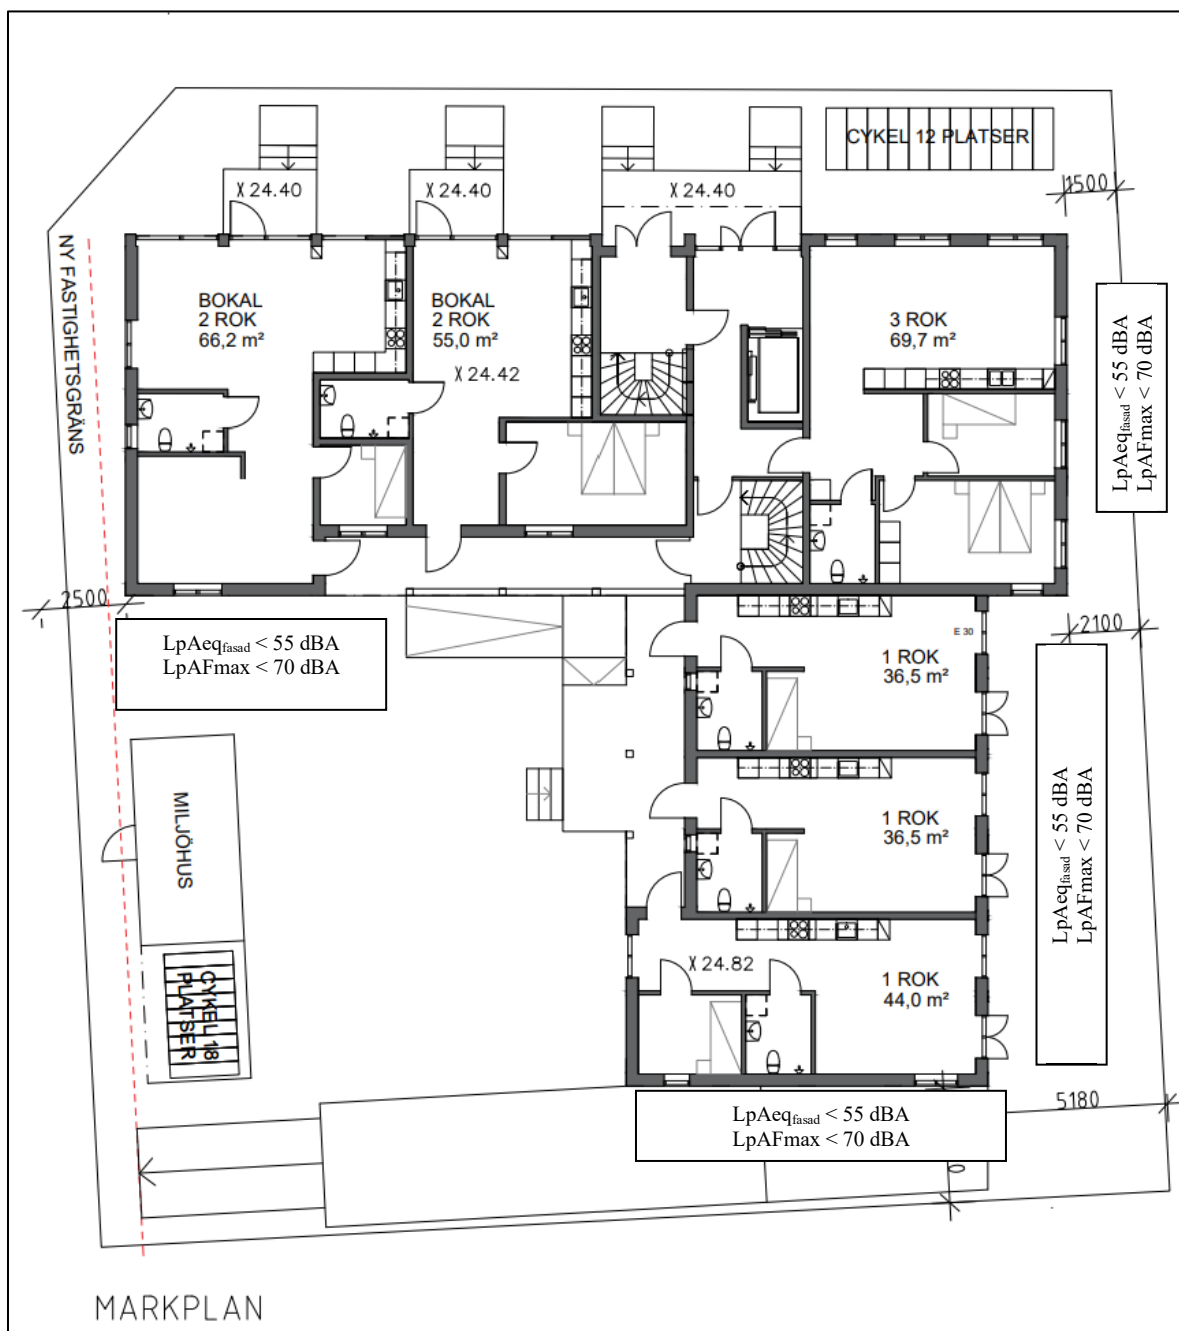 CYKEL 12 PLATSER
1500
X 24.40
X 24.40
X 24.40
NY FASTIGHETSGRÄNS
BOKAL
2 ROK
66,2 m²
BOKAL
2 ROK
55,0 m²
X 24.42
3 ROK
69,7 m²
LpAeqfasad < 55 dBA
LpAFmax < 70 dBA
2500
LpAeqfasad < 55 dBA
LpAFmax < 70 dBA
E 30
2100
1 ROK
36,5 m²
MILJÖHUS
1 ROK
36,5 m²
LpAeqfasad < 55 dBA
LpAFmax < 70 dBA
X 24.82
1 ROK
44,0 m²
CYKEL 18
PLATSER
5180
LpAeqfasad < 55 dBA
LpAFmax < 70 dBA
0
MARKPLAN